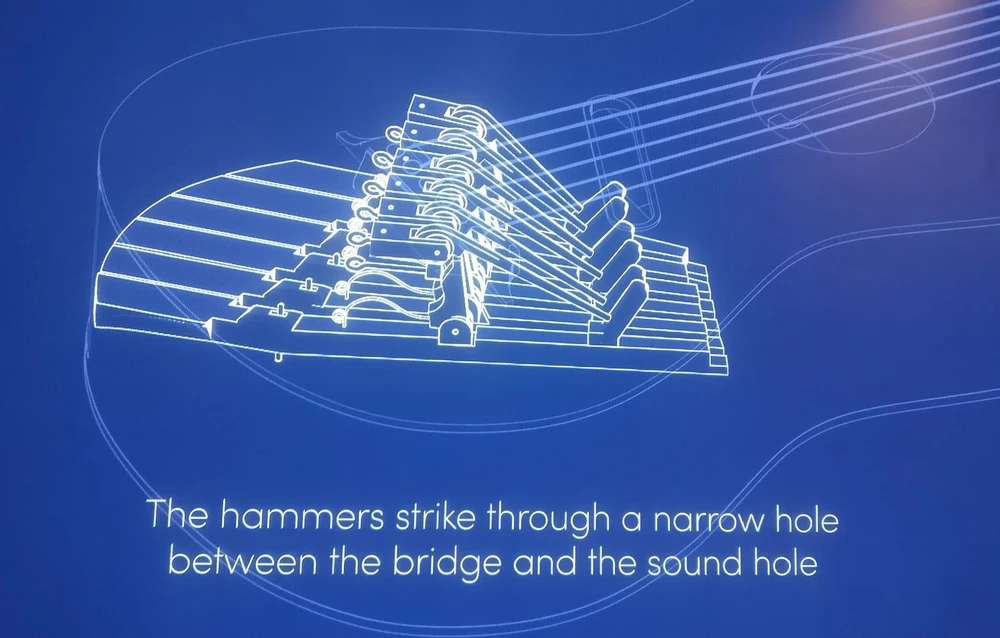 The hammers strike through a narrow hole
between the bridge and the sound hole